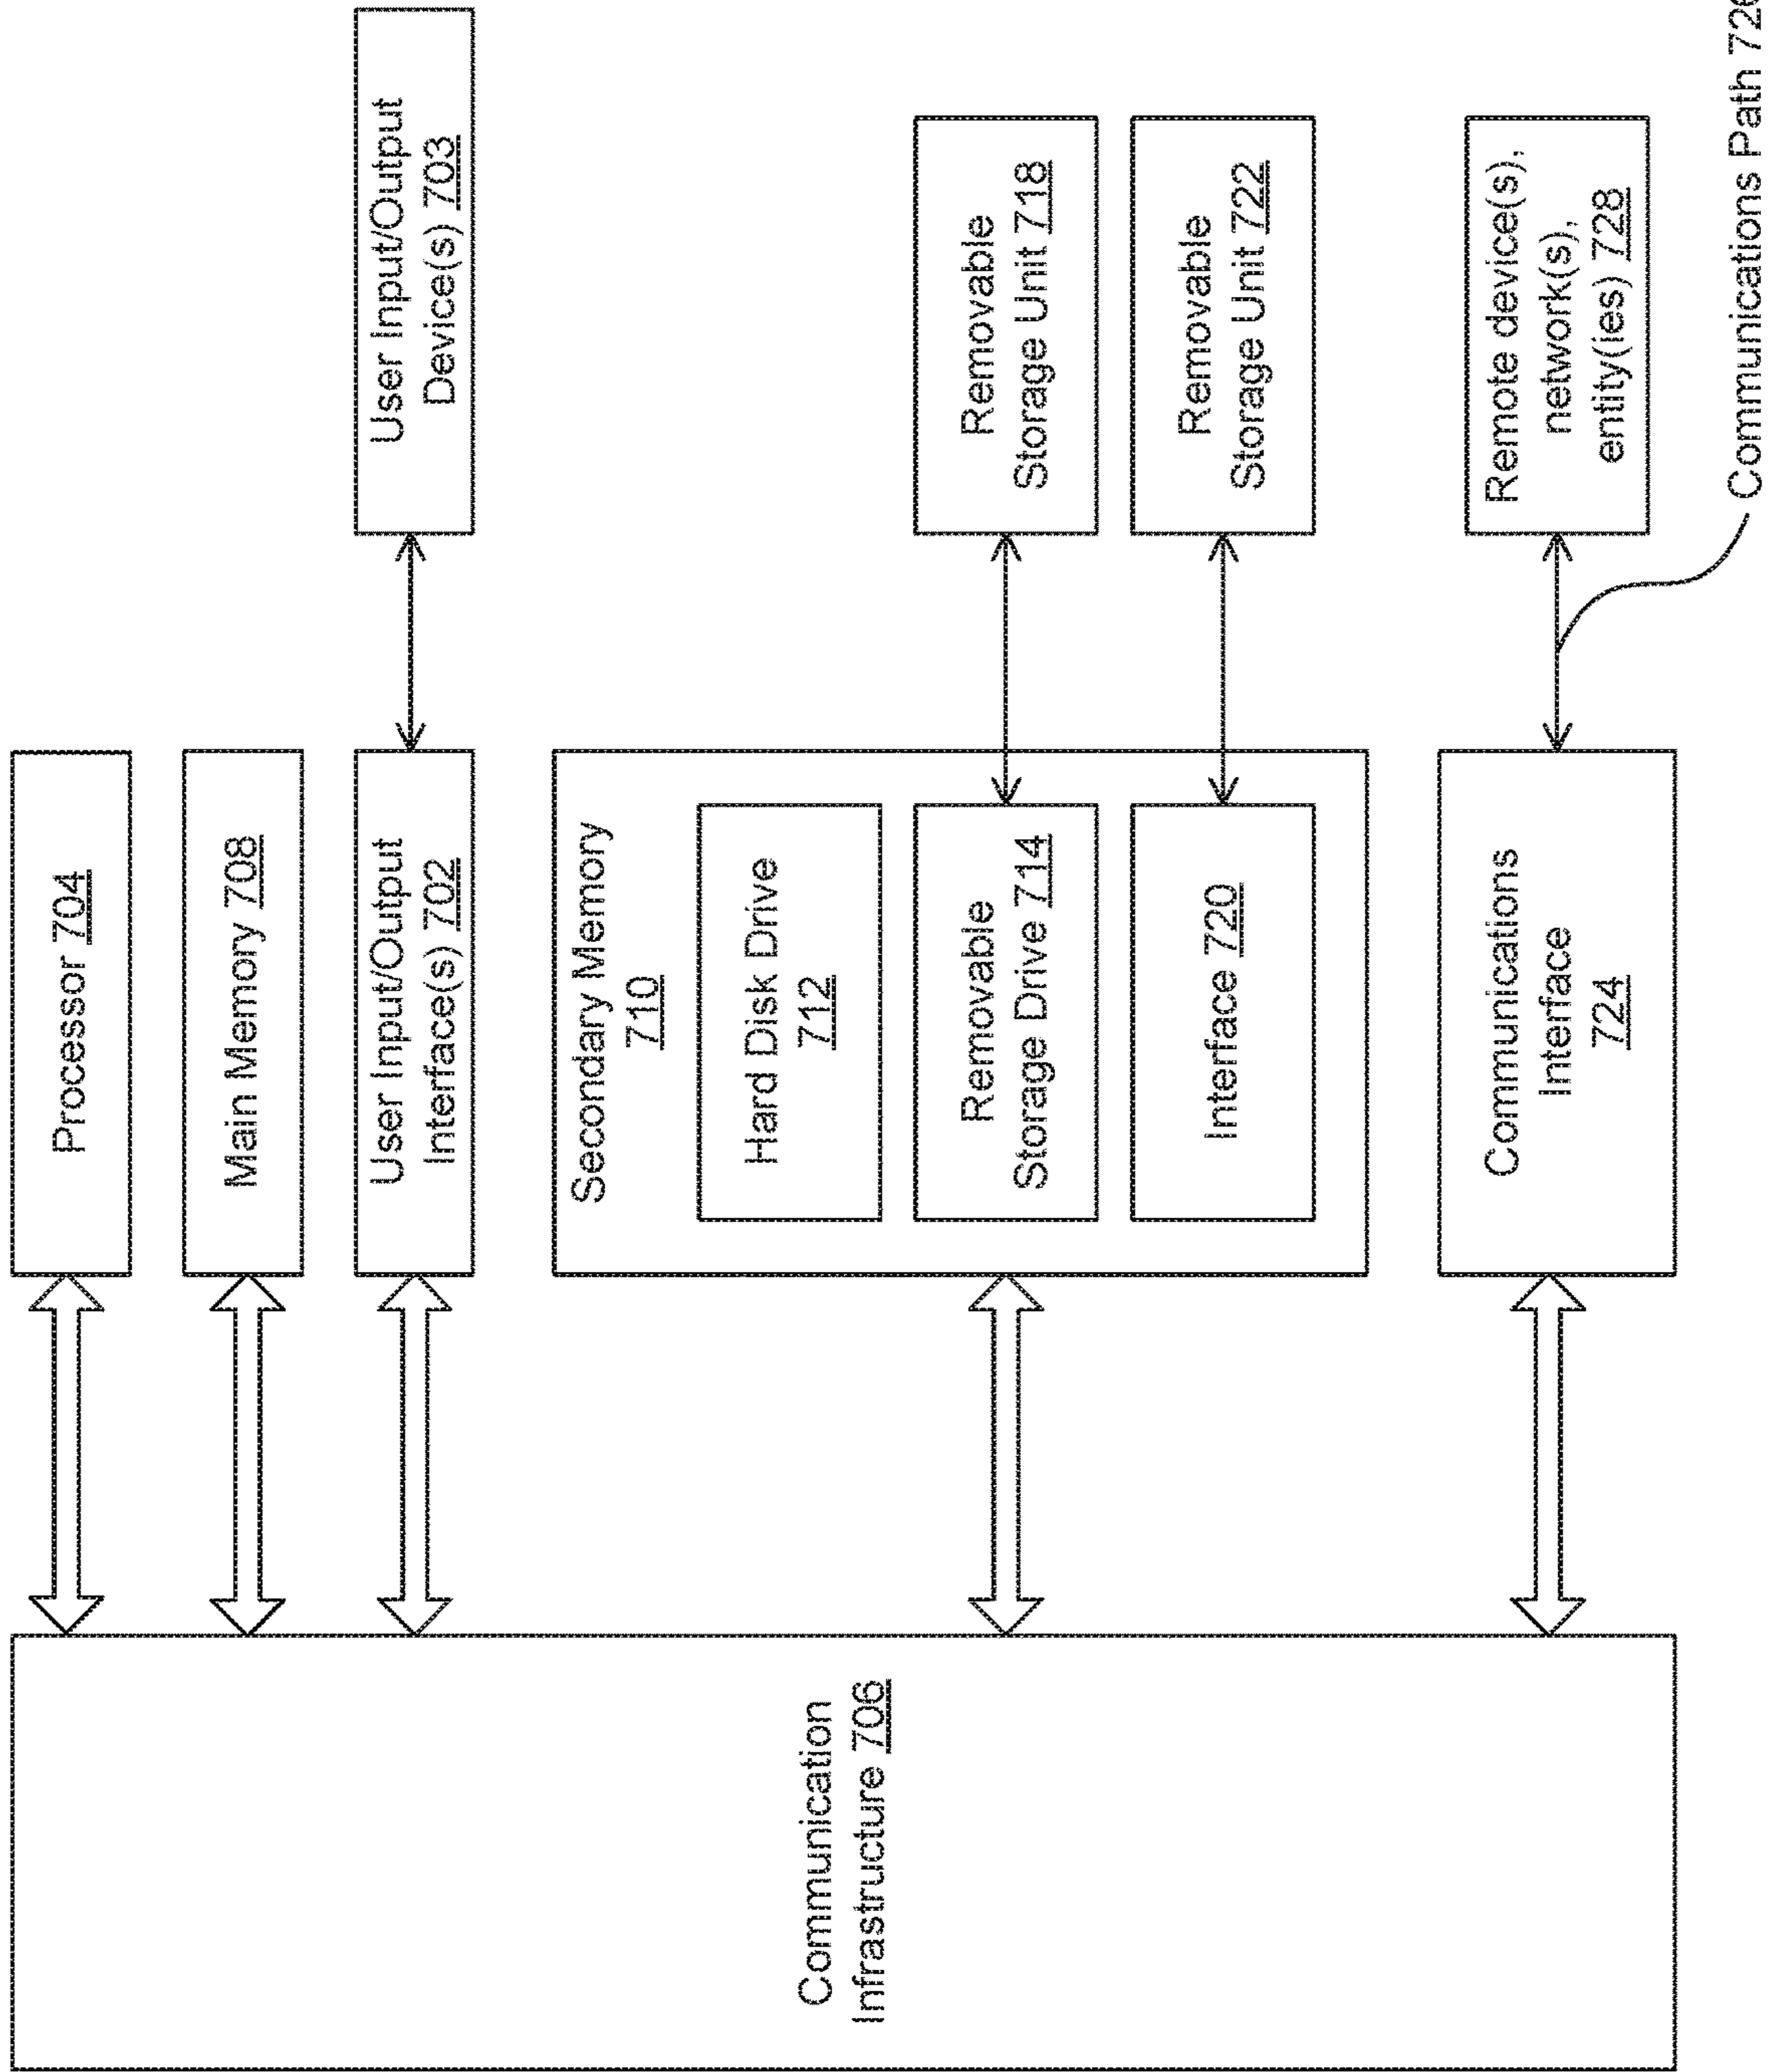 Processor 704
Main Memory 708
User Input/Output
Interface(s) 702
User Input/Output
Device(s) 703
Communication
Infrastructure 706
Secondary Memory
710
Hard Disk Drive
712
Removable
Storage Drive 714
Removable
Storage Unit 718
Interface 720
Removable
Storage Unit 722
Communications
Interface
724
Remote device(s),
network(s),
entity(ies) 728
Communications Path 726